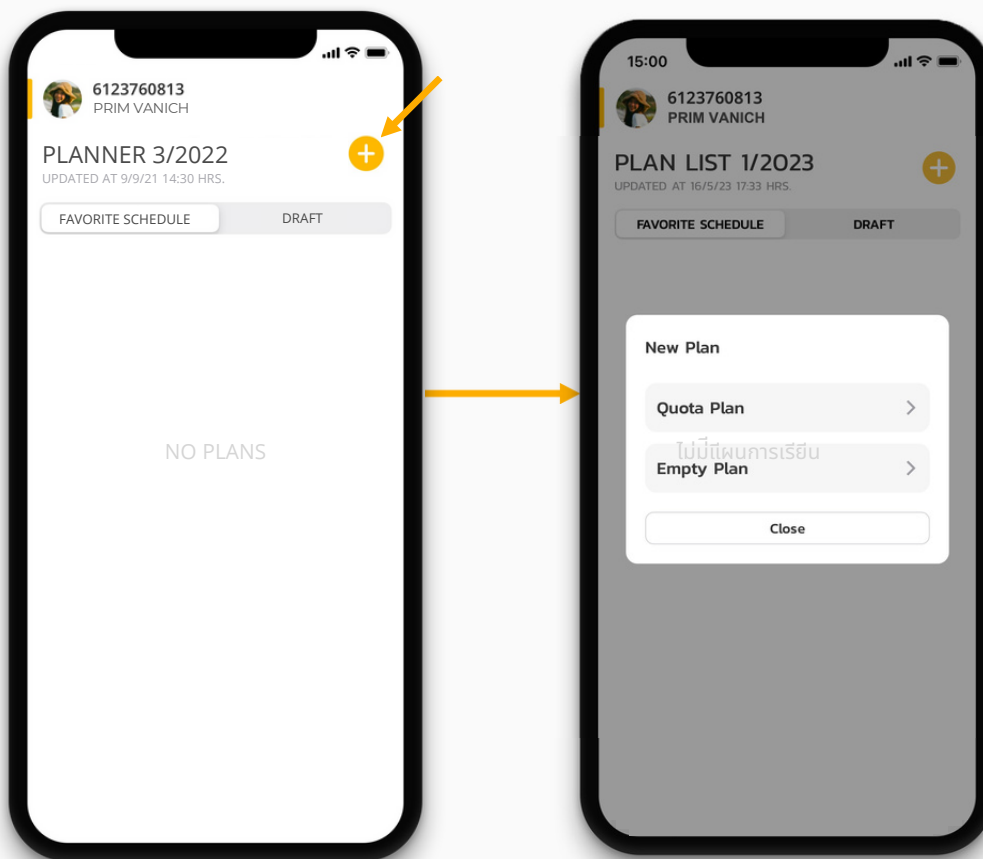 6123760813
PRIM VANICH
PLANNER 3/2022
UPDATED AT 9/9/21 14:30 HRS.
FAVORITE SCHEDULE DRAFT
NO PLANS
15:00
6123760813
PRIM VANICH
PLAN LIST 1/2023
UPDATED AT 16/5/23 17:33 HRS.
FAVORITE SCHEDULE DRAFT
New Plan
Quota Plan
ไม่มีแผนการเรียน
Empty Plan
Close